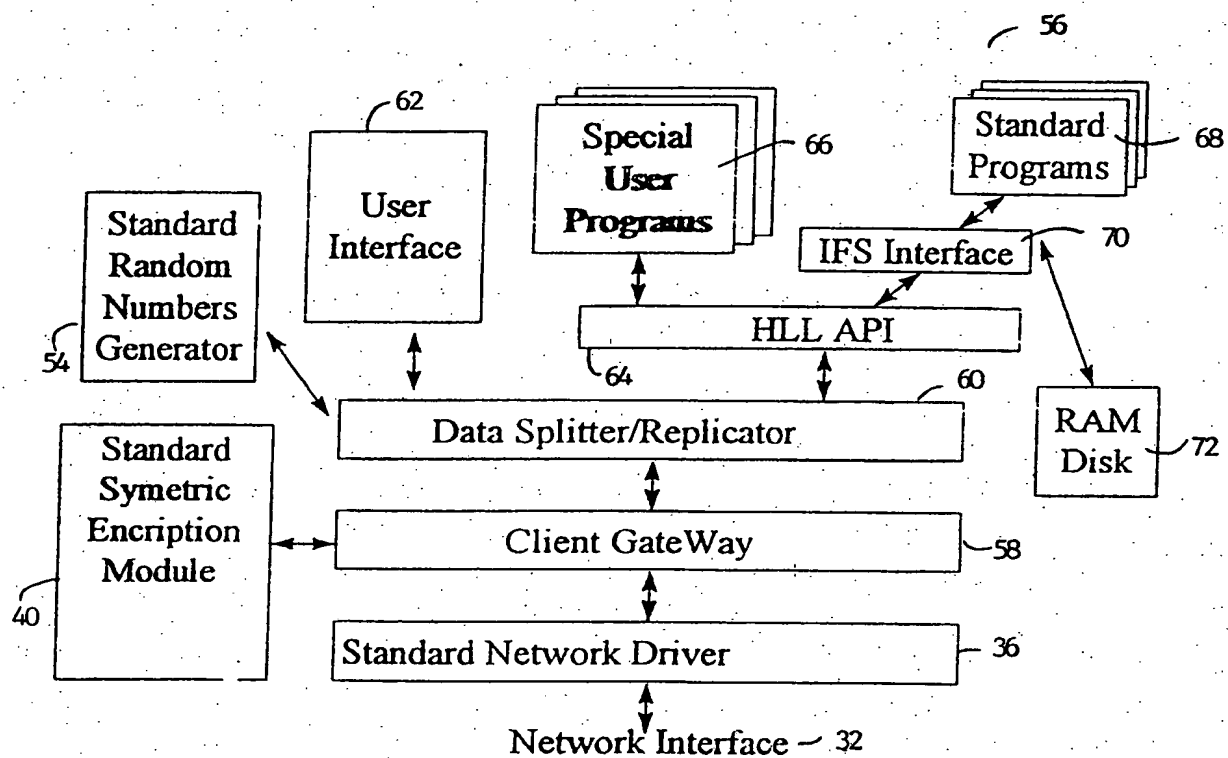 56
62
Special
User
Programs
66
Standard
Programs
68
User
Interface
Standard
Random
Numbers
Generator
54
IFS Interface
70
HLL API
64
60
Data Splitter/Replicator
RAM
Disk
72
Standard
Symetric
Encription
Module
40
Client GateWay
58
Standard Network Driver
36
Network Interface
32